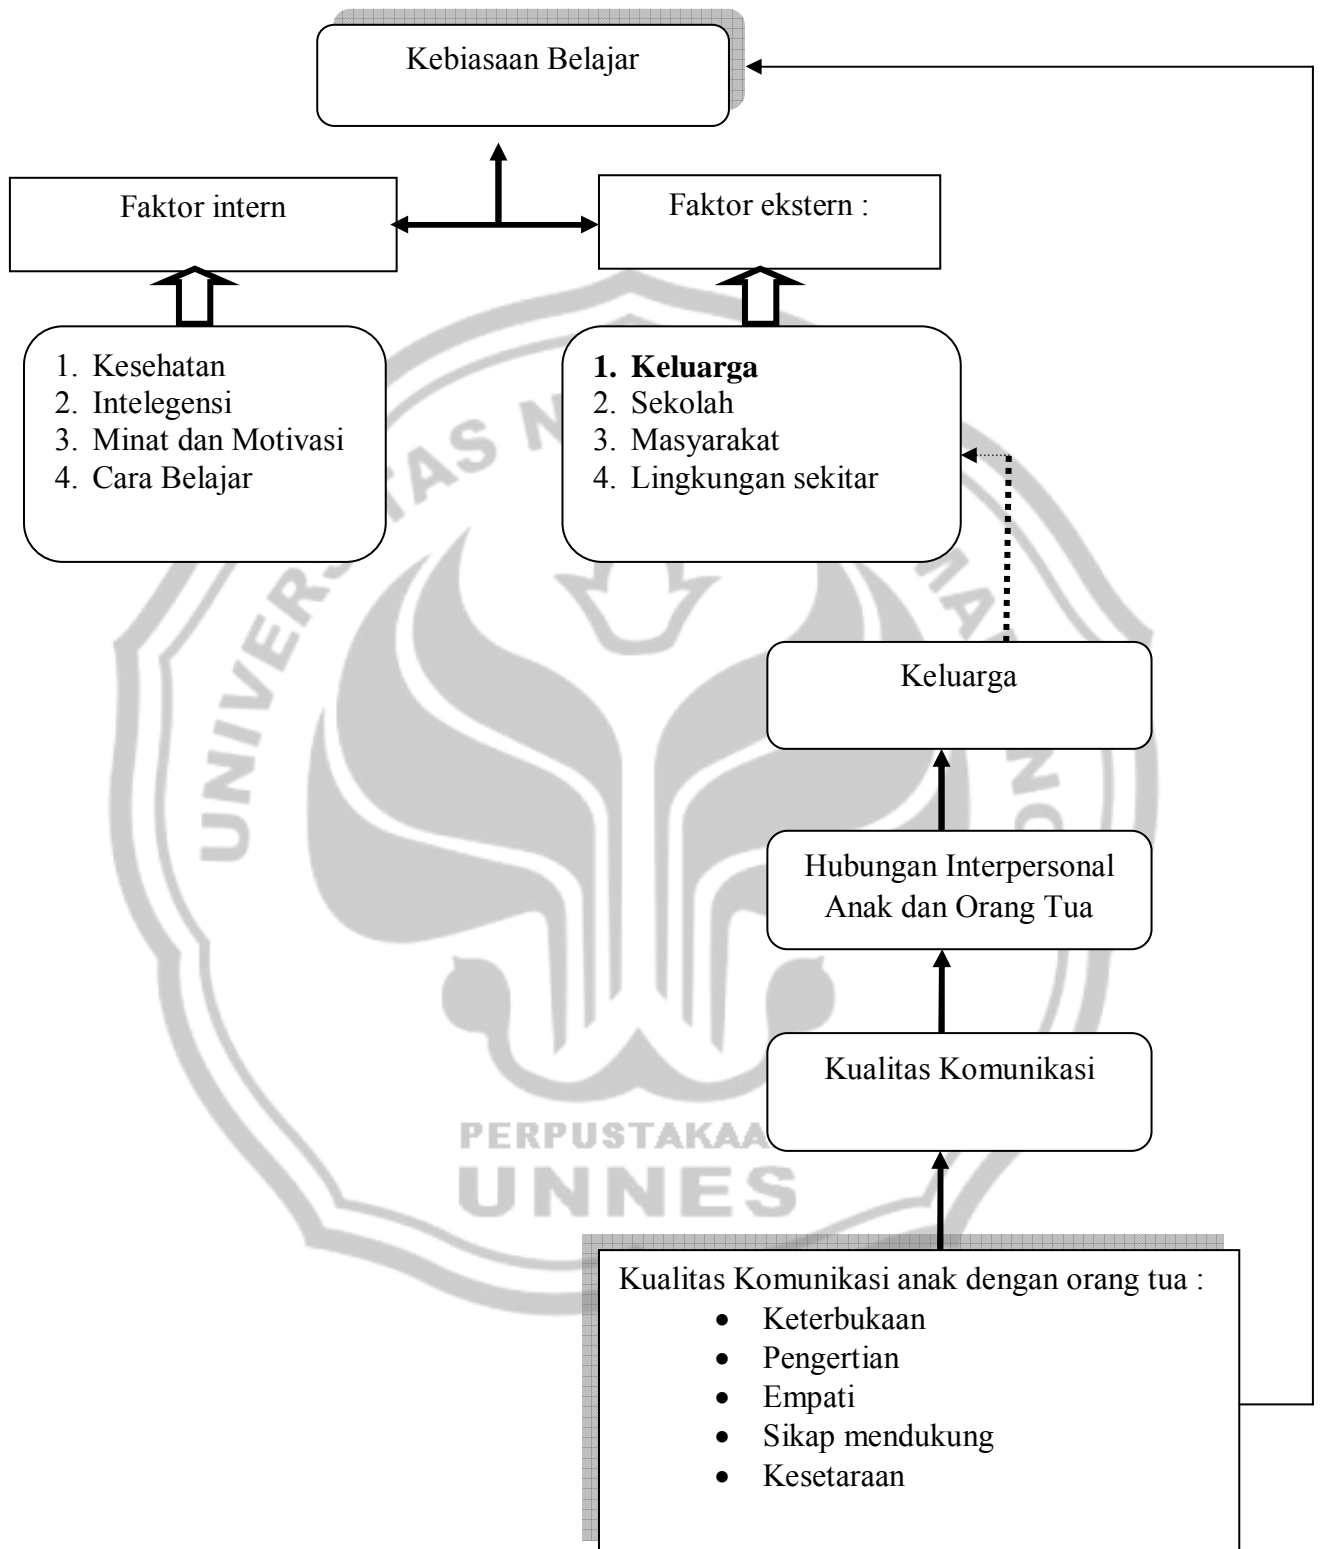 Kebiasaan Belajar
Faktor intern
Faktor ekstern :
1. Kesehatan
2. Intelegensi
3. Minat dan Motivasi
4. Cara Belajar
1. Keluarga
2. Sekolah
3. Masyarakat
4. Lingkungan sekitar
Keluarga
Hubungan Interpersonal
Anak dan Orang Tua
Kualitas Komunikasi
PERPUSTAKAA
UNNES
Kualitas Komunikasi anak dengan orang tua :
• Keterbukaan
• Pengertian
• Empati
• Sikap mendukung
• Kesetaraan